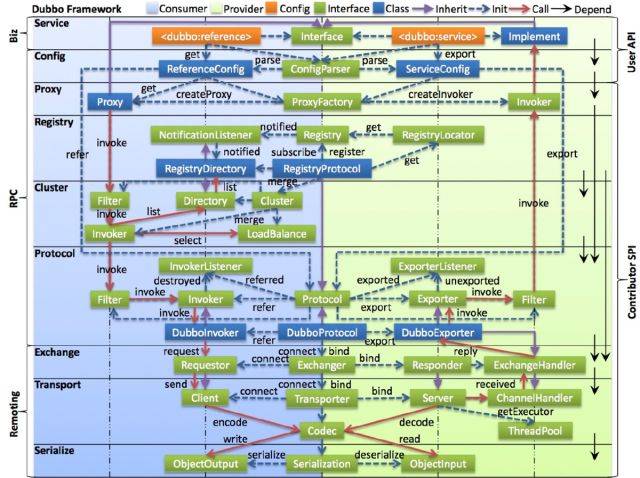 Dubbo Framework Consumer Provider Config Interface Class Inherit Init Call Depend
Service
<dubbo:reference> Interface <dubbo:service> Implement
Biz
User API
Config
get parse parse export
ReferenceConfig ConfigParser ServiceConfig
Proxy
get createProxy createInvoker
Proxy ProxyFactory Invoker
Registry
notified get
NotificationListener Registry RegistryLocator
invoke
refer
notified subscribe register get export
RegistryDirectory RegistryProtocol
RPC
Cluster
list merge
Filter Directory Cluster
invoke list merge invoke
Invoker select LoadBalance
Contributor SPI
Protocol
InvokerListener ExporterListener
invoke destroyed referred exported unexported
Filter invoke Invoker refer Protocol export Exporter invoke Filter
invoke invoke
DubboInvoker refer DubboProtocol export DubboExporter
Exchange
request connect bind reply
Requestor connect Exchanger bind Responder ExchangeHandler
Transport
send connect bind received
Client connect Transporter bind Server ChannelHandler
getExecutor
Remoting
encode Codec decode ThreadPool
write read
Serialize
serialize deserialize
ObjectOutput Serialization ObjectInput